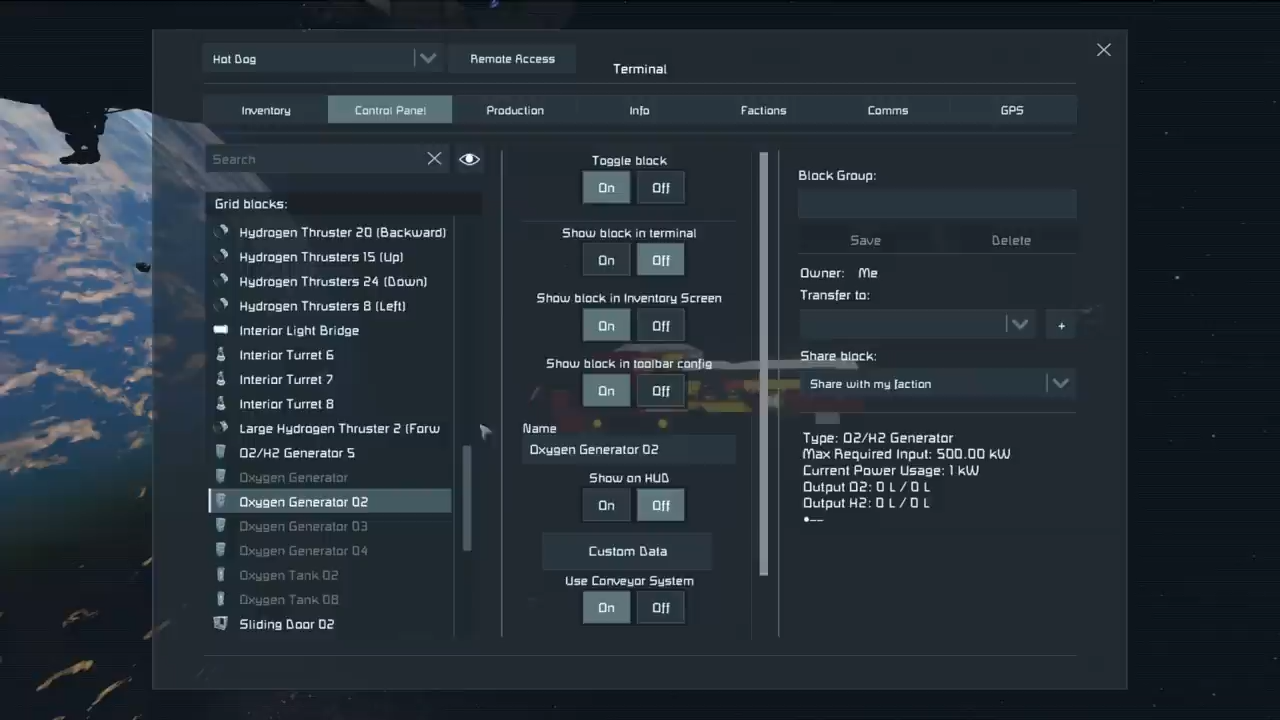 Hot Dog
Remote Access
Terminal
Inventory
Control Panel
Production
Info
Factions
Comms
GPS
Search
Grid blocks:
Hydrogen Thruster 20 (Backward)
Hydrogen Thrusters 15 (Up)
Hydrogen Thrusters 24 (Down)
Hydrogen Thrusters 8 (Left)
Interior Light Bridge
Interior Turret 6
Interior Turret 7
Interior Turret 8
Large Hydrogen Thruster 2 (Forw
O2/H2 Generator 5
Oxygen Generator
Oxygen Generator 02
Oxygen Generator 03
Oxygen Generator 04
Oxygen Tank 02
Oxygen Tank 08
Sliding Door 02
Toggle block
On Off
Show block in terminal
On Off
Show block in Inventory Screen
On Off
Show block in toolbar config
On Off
Name
Oxygen Generator 02
Show on HUD
On Off
Custom Data
Use Conveyor System
On Off
Block Group:
Save Delete
Owner: Me
Transfer to:
+
Share block:
Share with my faction
Type: O2/H2 Generator
Max Required Input: 500.00 kW
Current Power Usage: 1 kW
Output O2: 0 L / 0 L
Output H2: 0 L / 0 L
•--